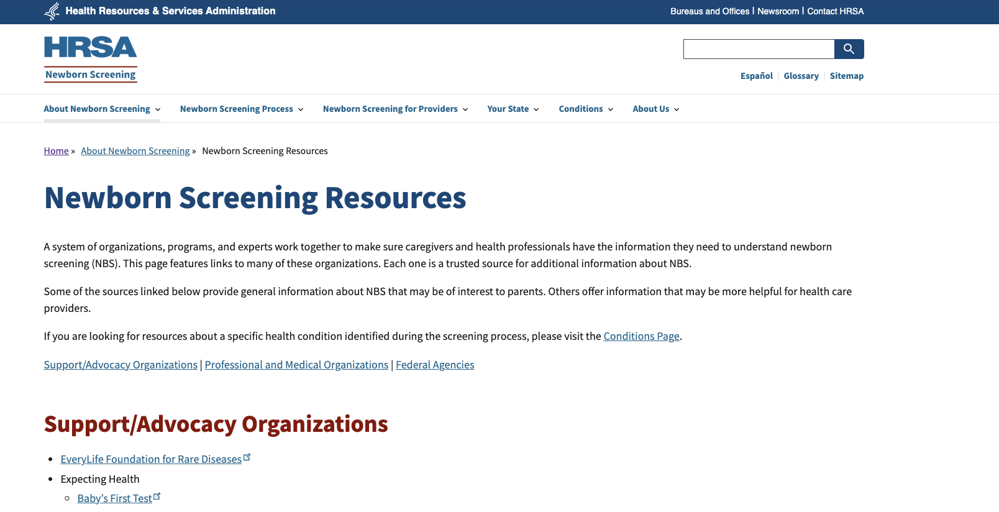 Health Resources & Services Administration
Bureaus and Offices | Newsroom | Contact HRSA
HRSA
Newborn Screening
Español | Glossary | Sitemap
About Newborn Screening
Newborn Screening Process
Newborn Screening for Providers
Your State
Conditions
About Us
Home » About Newborn Screening » Newborn Screening Resources
Newborn Screening Resources
A system of organizations, programs, and experts work together to make sure caregivers and health professionals have the information they need to understand newborn
screening (NBS). This page features links to many of these organizations. Each one is a trusted source for additional information about NBS.
Some of the sources linked below provide general information about NBS that may be of interest to parents. Others offer information that may be more helpful for health care
providers.
If you are looking for resources about a specific health condition identified during the screening process, please visit the Conditions Page.
Support/Advocacy Organizations | Professional and Medical Organizations | Federal Agencies
Support/Advocacy Organizations
• EveryLife Foundation for Rare Diseases
• Expecting Health
○ Baby’s First Test